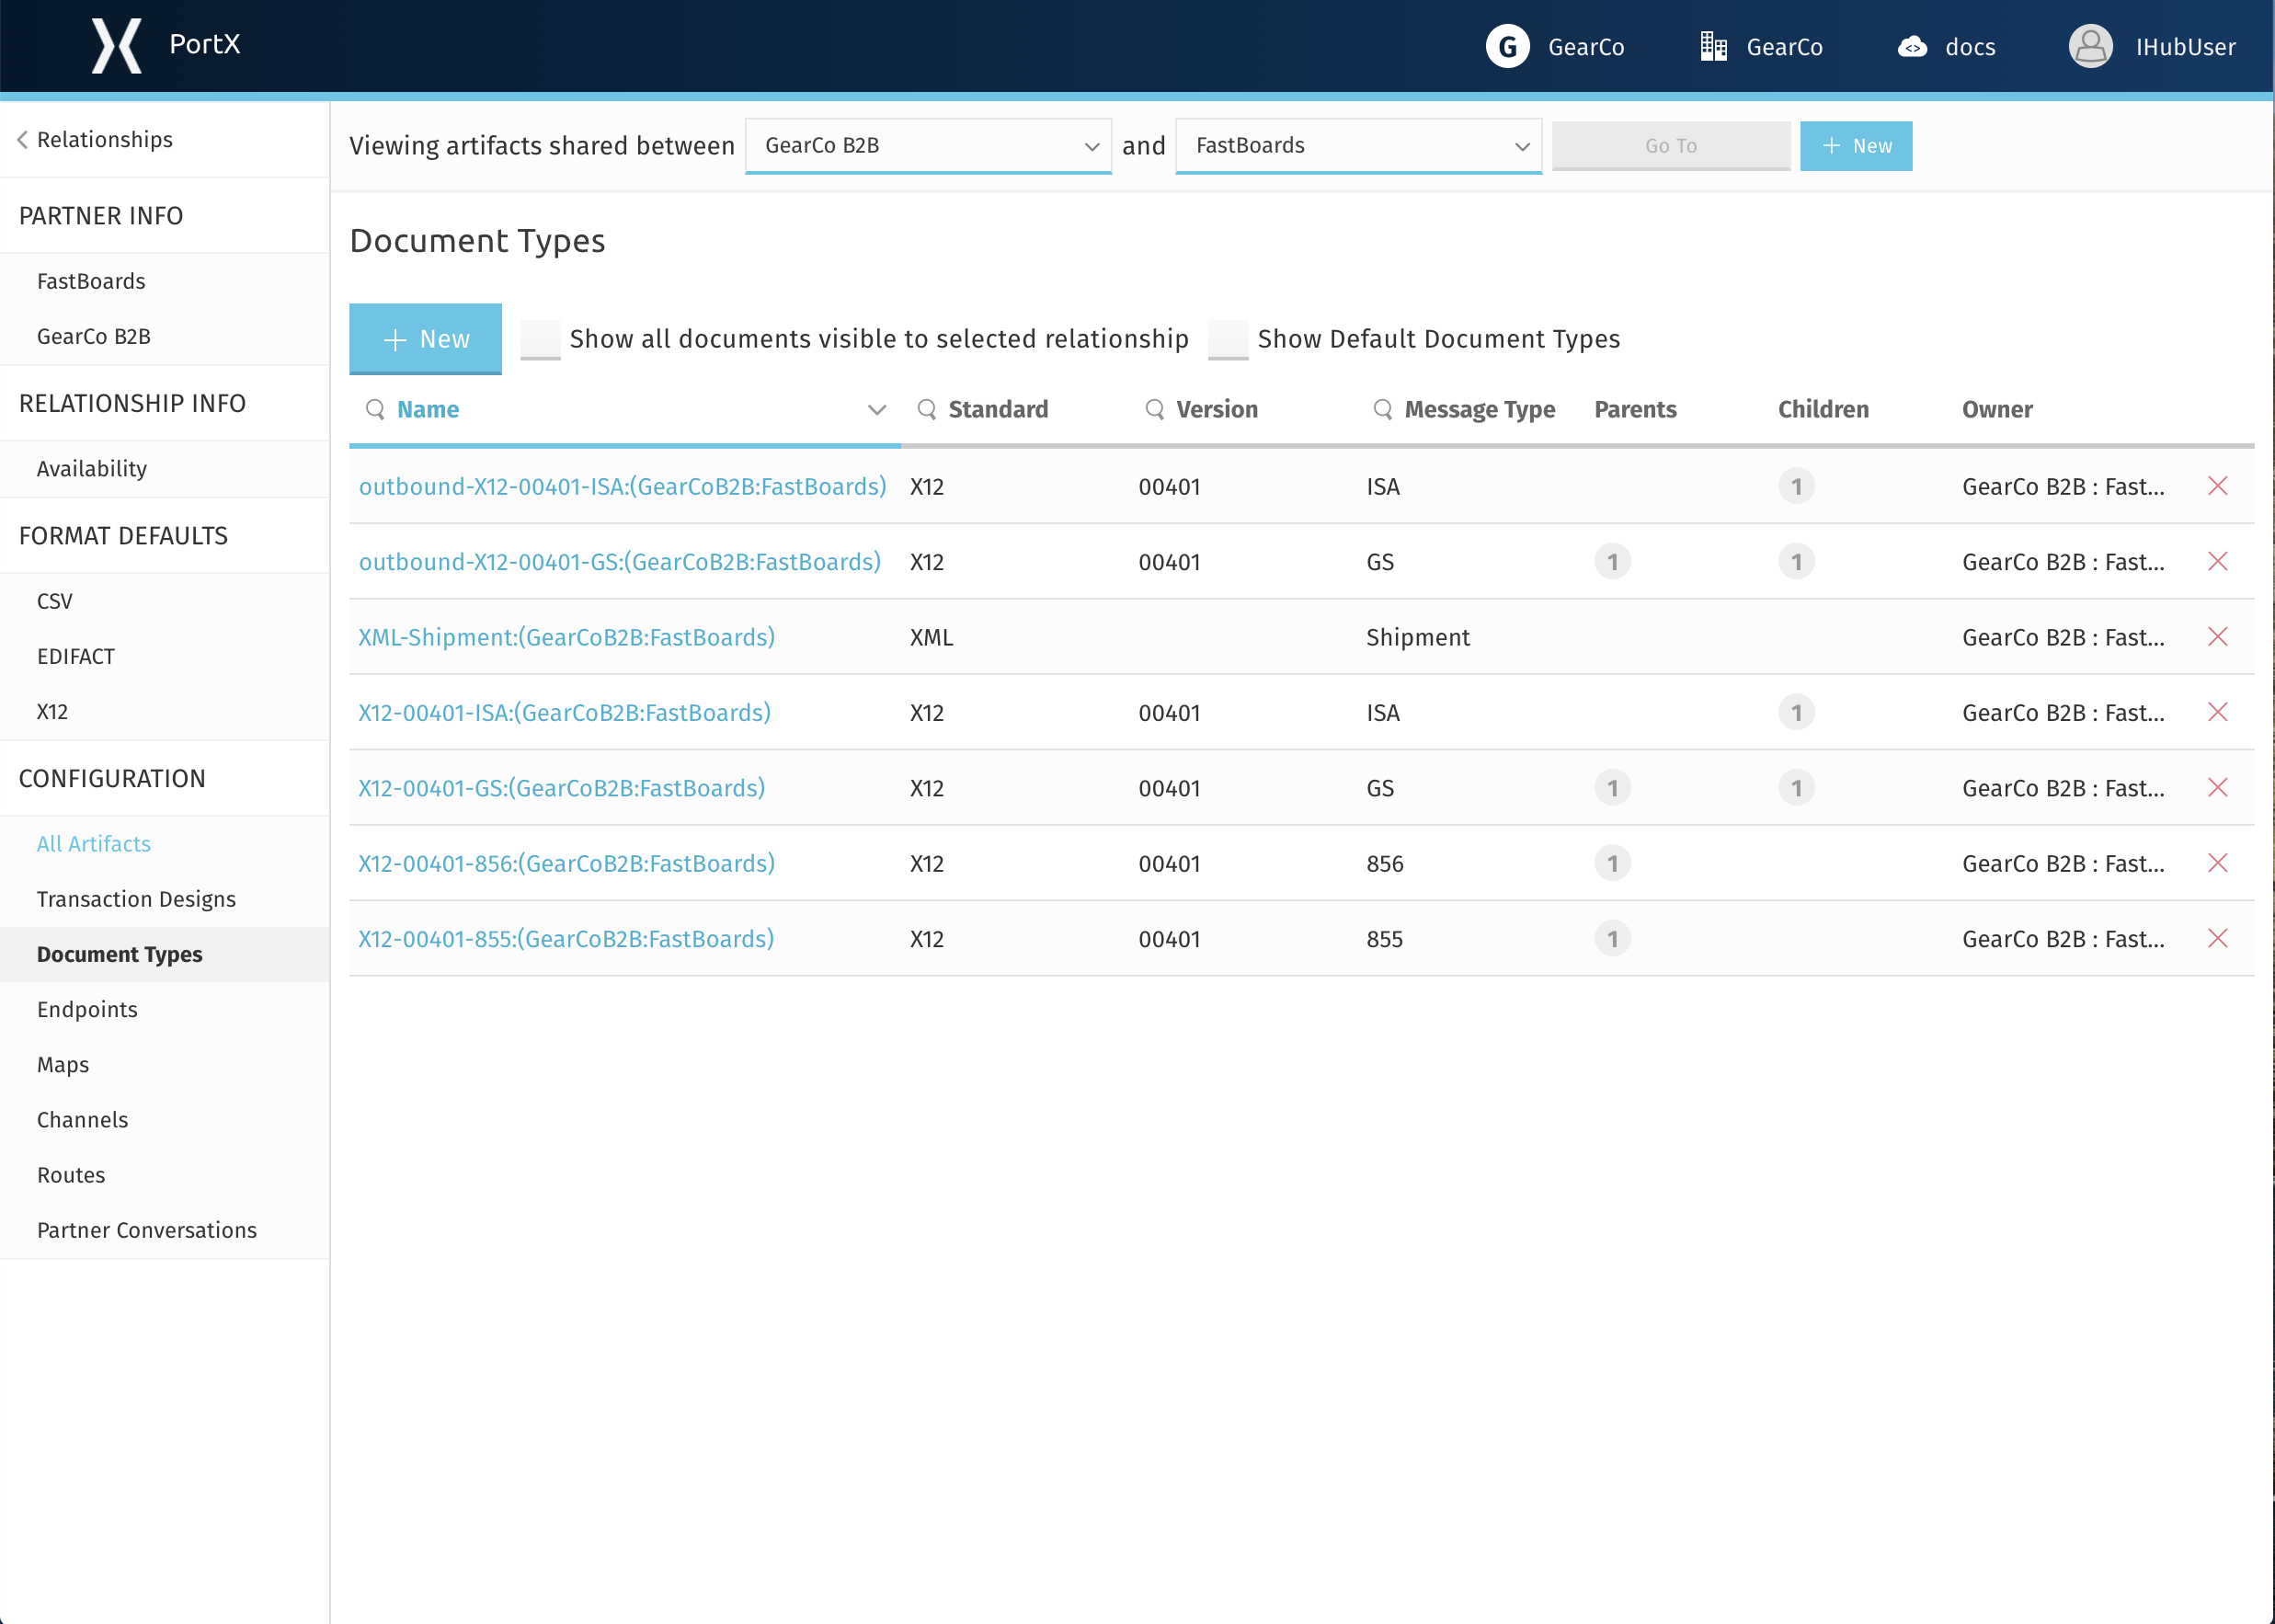 PortX
G GearCo GearCo docs IHubUser
Relationships
PARTNER INFO
FastBoards
GearCo B2B
RELATIONSHIP INFO
Availability
FORMAT DEFAULTS
CSV
EDIFACT
X12
CONFIGURATION
All Artifacts
Transaction Designs
Document Types
Endpoints
Maps
Channels
Routes
Partner Conversations
Viewing artifacts shared between GearCo B2B and FastBoards Go To New
Document Types
New Show all documents visible to selected relationship Show Default Document Types
Name Standard Version Message Type Parents Children Owner
outbound-X12-00401-ISA:(GearCoB2B:FastBoards) X12 00401 ISA 1 GearCo B2B : Fast...
outbound-X12-00401-GS:(GearCoB2B:FastBoards) X12 00401 GS 1 1 GearCo B2B : Fast...
XML-Shipment:(GearCoB2B:FastBoards) XML Shipment GearCo B2B : Fast...
X12-00401-ISA:(GearCoB2B:FastBoards) X12 00401 ISA 1 GearCo B2B : Fast...
X12-00401-GS:(GearCoB2B:FastBoards) X12 00401 GS 1 1 GearCo B2B : Fast...
X12-00401-856:(GearCoB2B:FastBoards) X12 00401 856 1 GearCo B2B : Fast...
X12-00401-855:(GearCoB2B:FastBoards) X12 00401 855 1 GearCo B2B : Fast...